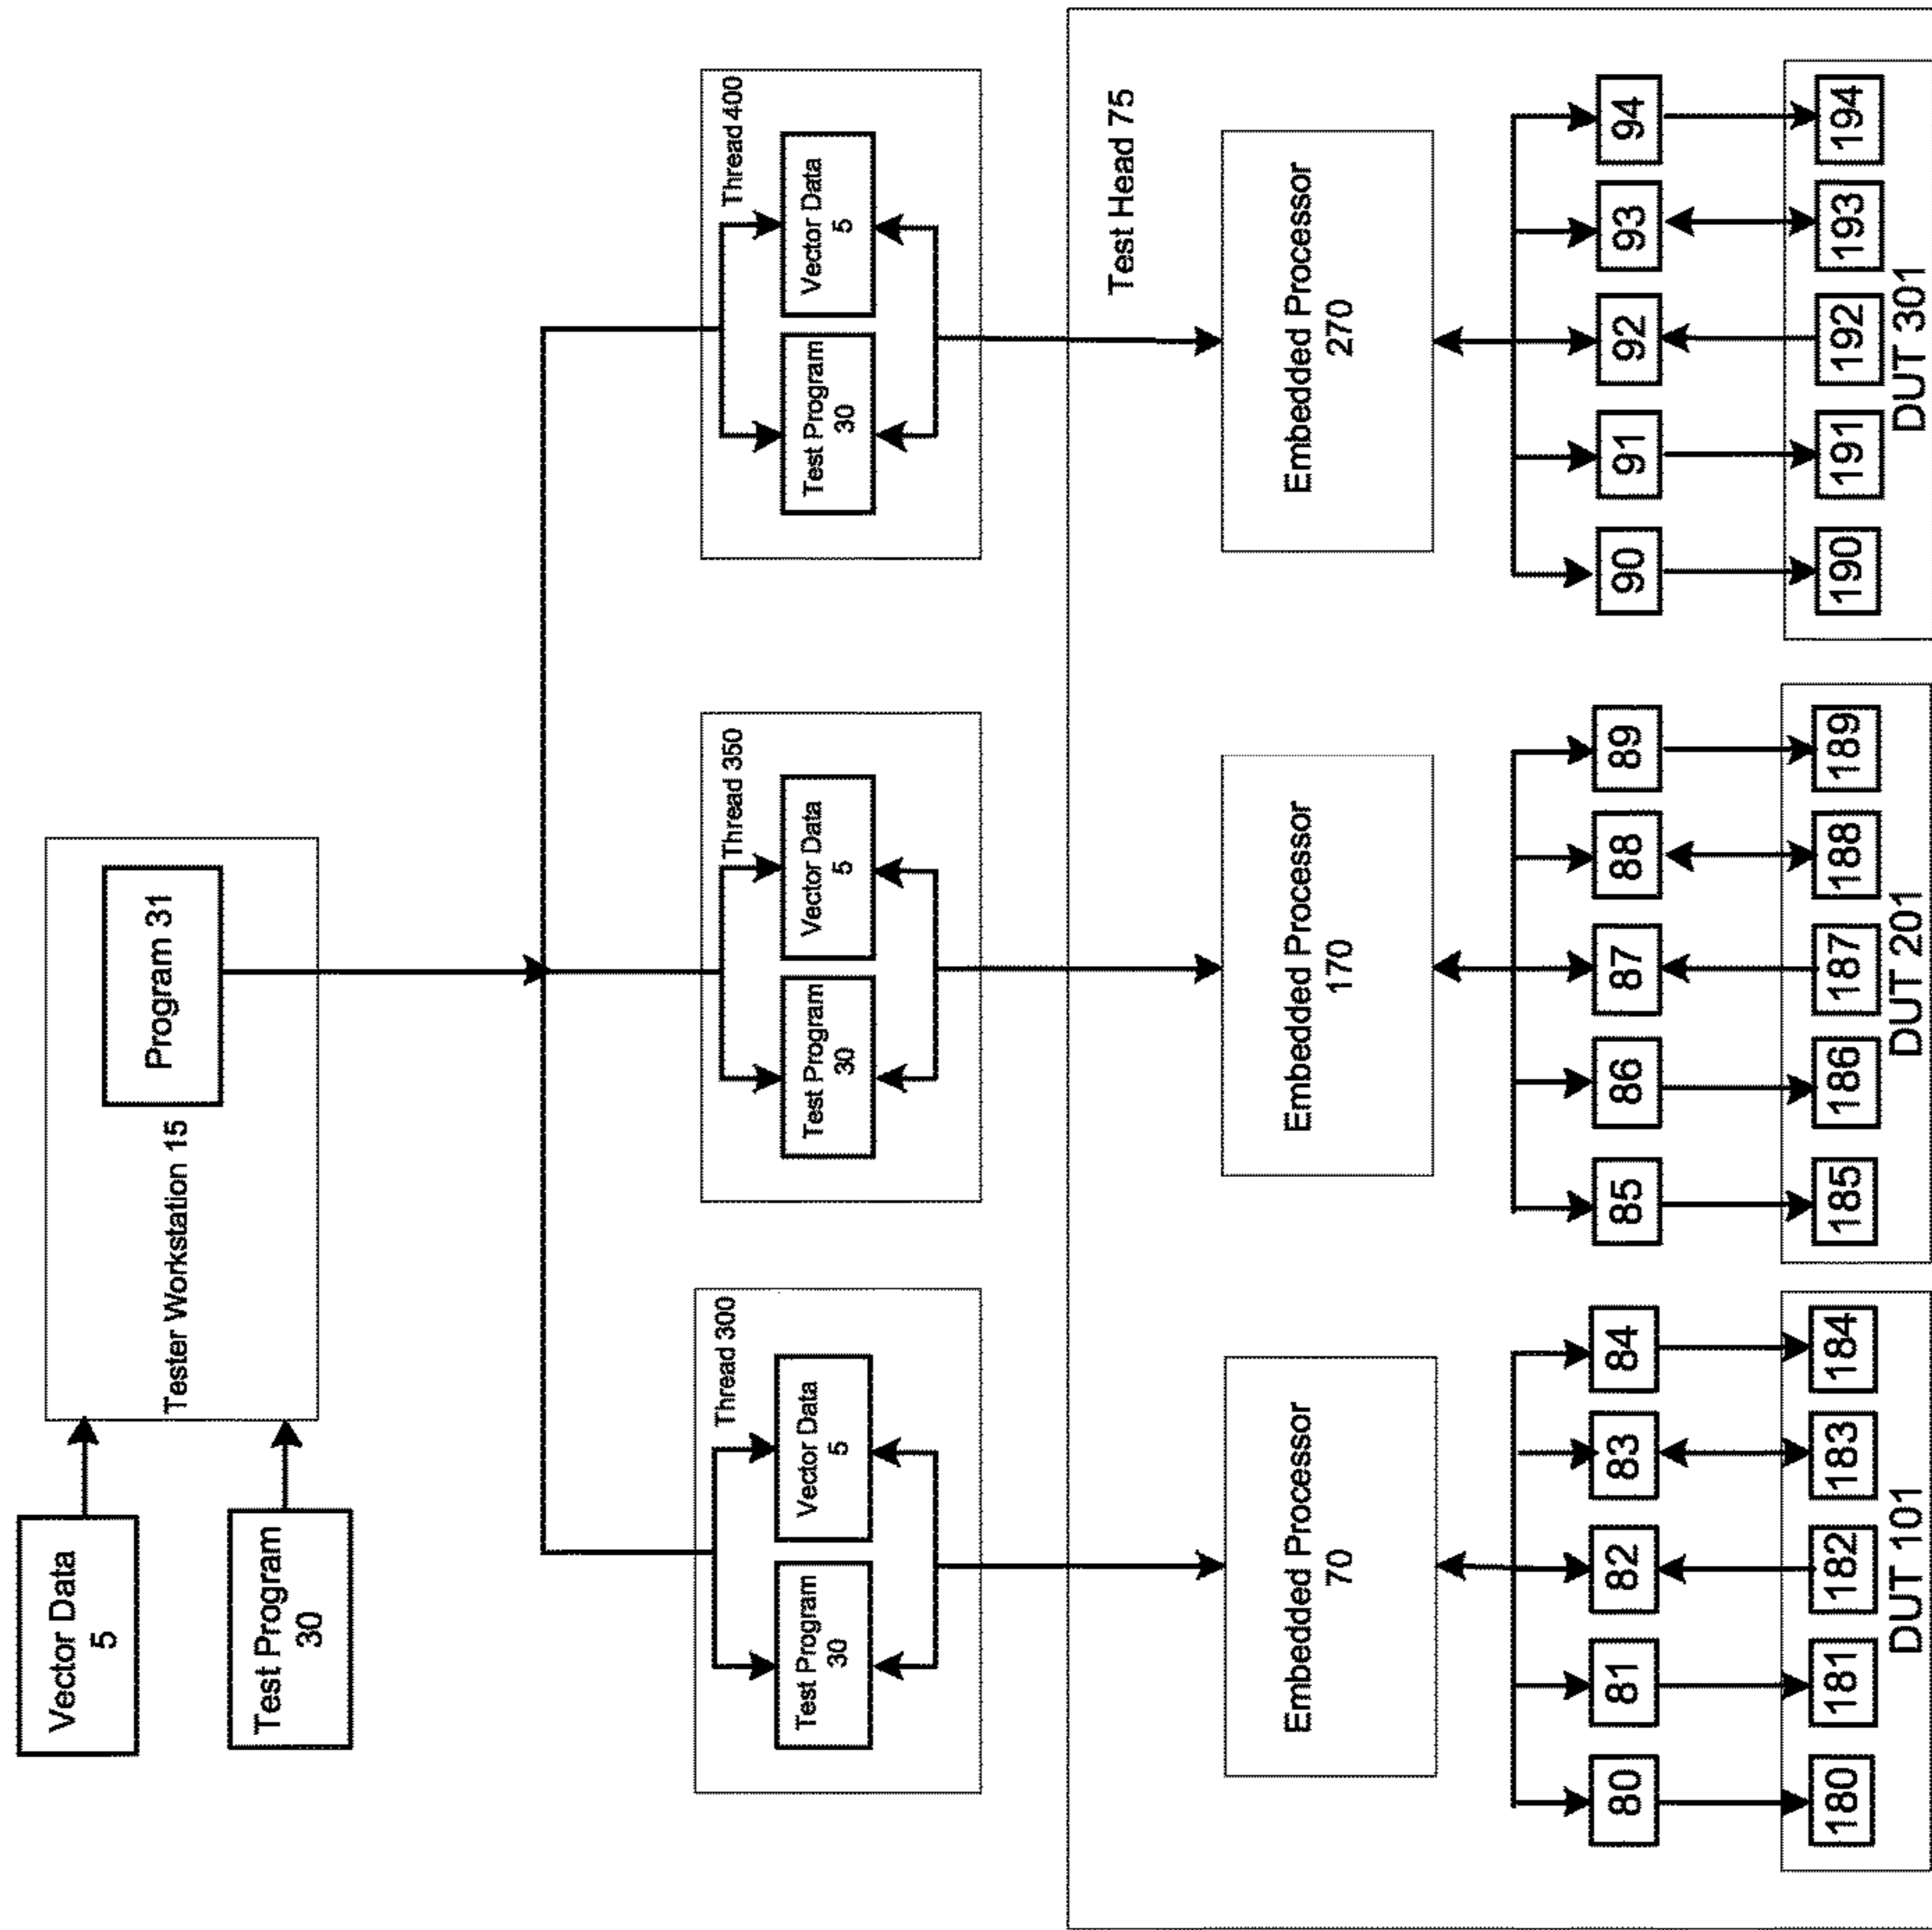 Vector Data
5
Test Program
30
Tester Workstation 15
Program 31
Thread 300
Test Program
30
Vector Data
5
Thread 350
Test Program
30
Vector Data
5
Thread 400
Test Program
30
Vector Data
5
Test Head 75
Embedded Processor
70
Embedded Processor
170
Embedded Processor
270
80
81
82
83
84
85
86
87
88
89
90
91
92
93
94
180
181
182
183
184
185
186
187
188
189
190
191
192
193
194
DUT 101
DUT 201
DUT 301